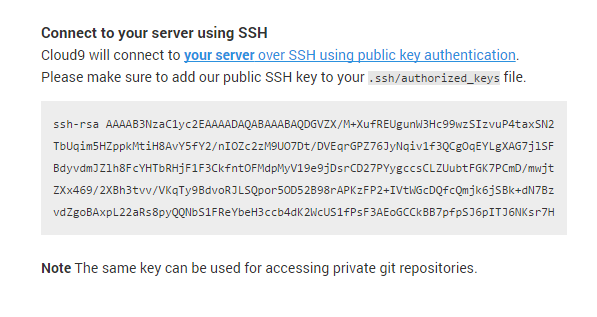 Connect to your server using SSH
Cloud9 will connect to your server over SSH using public key authentication.
Please make sure to add our public SSH key to your .ssh/authorized_keys file.
ssh-rsa AAAAB3NzaC1yc2EAAAADAQABAAABAQDGVZX/M+XufREUgunW3Hc99wzSIzvuP4taxSN2
TbUqim5HZppkMtiH8AvY5fY2/nIOZc2zM9UO7Dt/DVEqrGPZ76JyNqiv1f3QCgOqEYLgXAG7jlSF
BdyvdmJZlh8FcYHTbRHjF1F3CkfntOFMdpMyV19e9jDsrCD27PYygccsCLZUubtFGK7PCmD/mwjt
ZXx469/2XBh3tvv/VKqTy9BdvoRJLSQpor5OD52B98rAPKzFP2+IVtWGcDQfcQmjk6jSBk+dN7Bz
vdZgoBAxpL22aRs8pyQQNbS1FReYbeH3ccb4dK2WcUS1fPsF3AEoGCCkBB7pfpSJ6pITJ6NKsr7H
Note The same key can be used for accessing private git repositories.